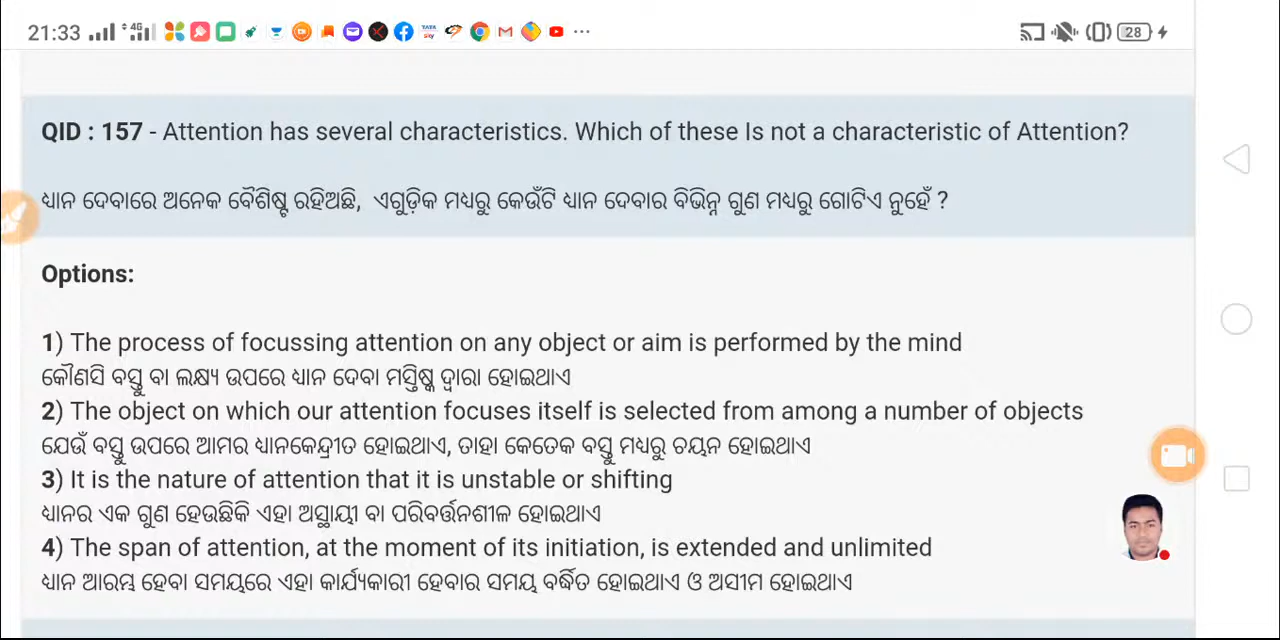 21:33
4G
TATA
sky
28
QID : 157 - Attention has several characteristics. Which of these Is not a characteristic of Attention?
ଧ୍ୟାନ ଦେବାରେ ଅନେକ ବୈଶିଷ୍ଟ ରହିଅଛି, ଏଗୁଡ଼ିକ ମଧ୍ୟରୁ କେଉଁଟି ଧ୍ୟାନ ଦେବାର ବିଭିନ୍ନ ଗୁଣ ମଧ୍ୟରୁ ଗୋଟିଏ ନୁହେଁ ?
Options:
1) The process of focussing attention on any object or aim is performed by the mind
କୌଣସି ବସ୍ତୁ ବା ଲକ୍ଷ୍ୟ ଉପରେ ଧ୍ୟାନ ଦେବା ମସ୍ତିଷ୍କ ଦ୍ୱାରା ହୋଇଥାଏ
2) The object on which our attention focuses itself is selected from among a number of objects
ଯେଉଁ ବସ୍ତୁ ଉପରେ ଆମର ଧ୍ୟାନକେନ୍ଦ୍ରୀତ ହୋଇଥାଏ, ତାହା କେତେକ ବସ୍ତୁ ମଧ୍ୟରୁ ଚୟନ ହୋଇଥାଏ
3) It is the nature of attention that it is unstable or shifting
ଧ୍ୟାନର ଏକ ଗୁଣ ହେଉଛିକି ଏହା ଅସ୍ଥାୟୀ ବା ପରିବର୍ତ୍ତନଶୀଳ ହୋଇଥାଏ
4) The span of attention, at the moment of its initiation, is extended and unlimited
ଧ୍ୟାନ ଆରମ୍ଭ ହେବା ସମୟରେ ଏହା କାର୍ଯ୍ୟକାରୀ ହେବାର ସମୟ ବର୍ଦ୍ଧିତ ହୋଇଥାଏ ଓ ଅସୀମ ହୋଇଥାଏ